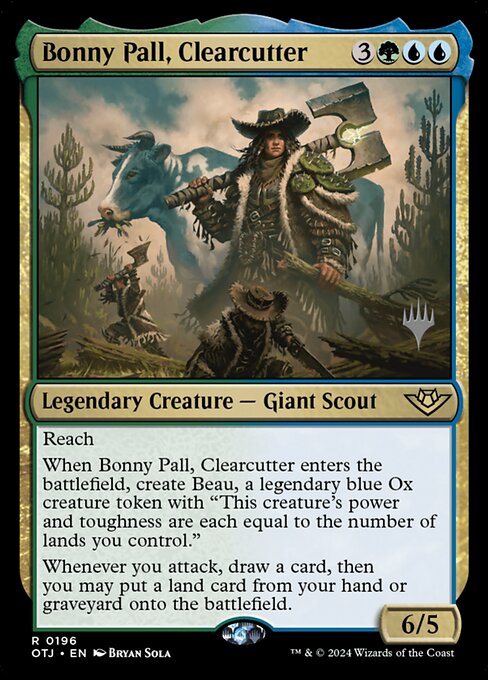 Bonny Pall, Clearcutter 3
Legendary Creature — Giant Scout
Reach
When Bonny Pall, Clearcutter enters the
battlefield, create Beau, a legendary blue Ox
creature token with “This creature’s power
and toughness are each equal to the number of
lands you control.”
Whenever you attack, draw a card, then
you may put a land card from your hand or
graveyard onto the battlefield.
6/5
R 0196
OTJ • EN Bryan Sola
™ & © 2024 Wizards of the Coast